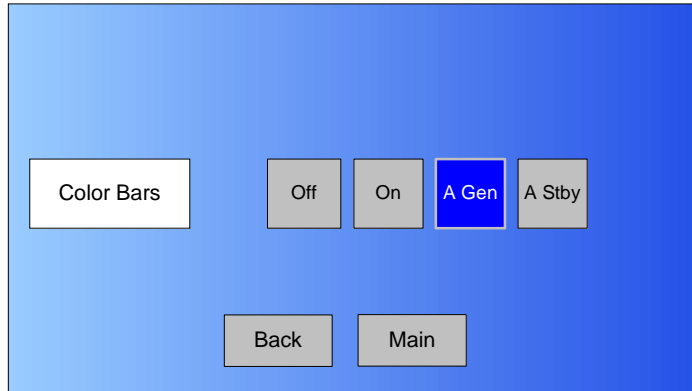 Color Bars
Off
On
A Gen
A Stby
Back
Main